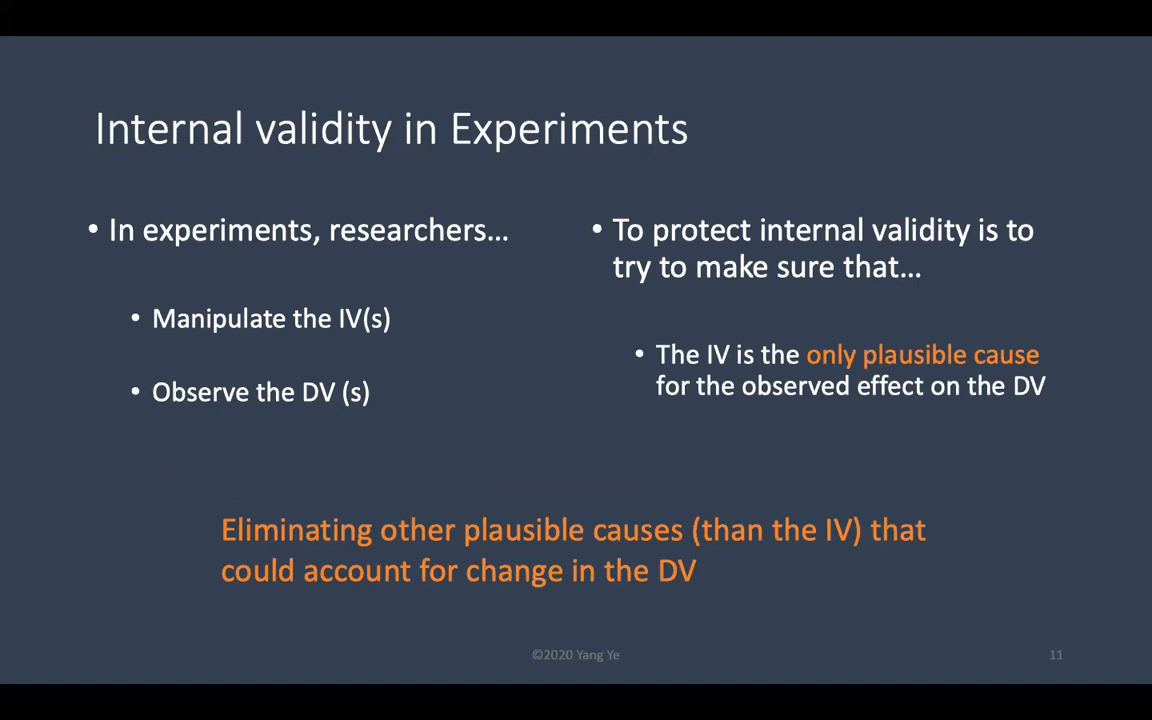 Internal validity in Experiments
• In experiments, researchers...
• Manipulate the IV(s)
• Observe the DV (s)
• To protect internal validity is to
try to make sure that...
• The IV is the only plausible cause
for the observed effect on the DV
Eliminating other plausible causes (than the IV) that
could account for change in the DV
©2020 Yang Ye
11